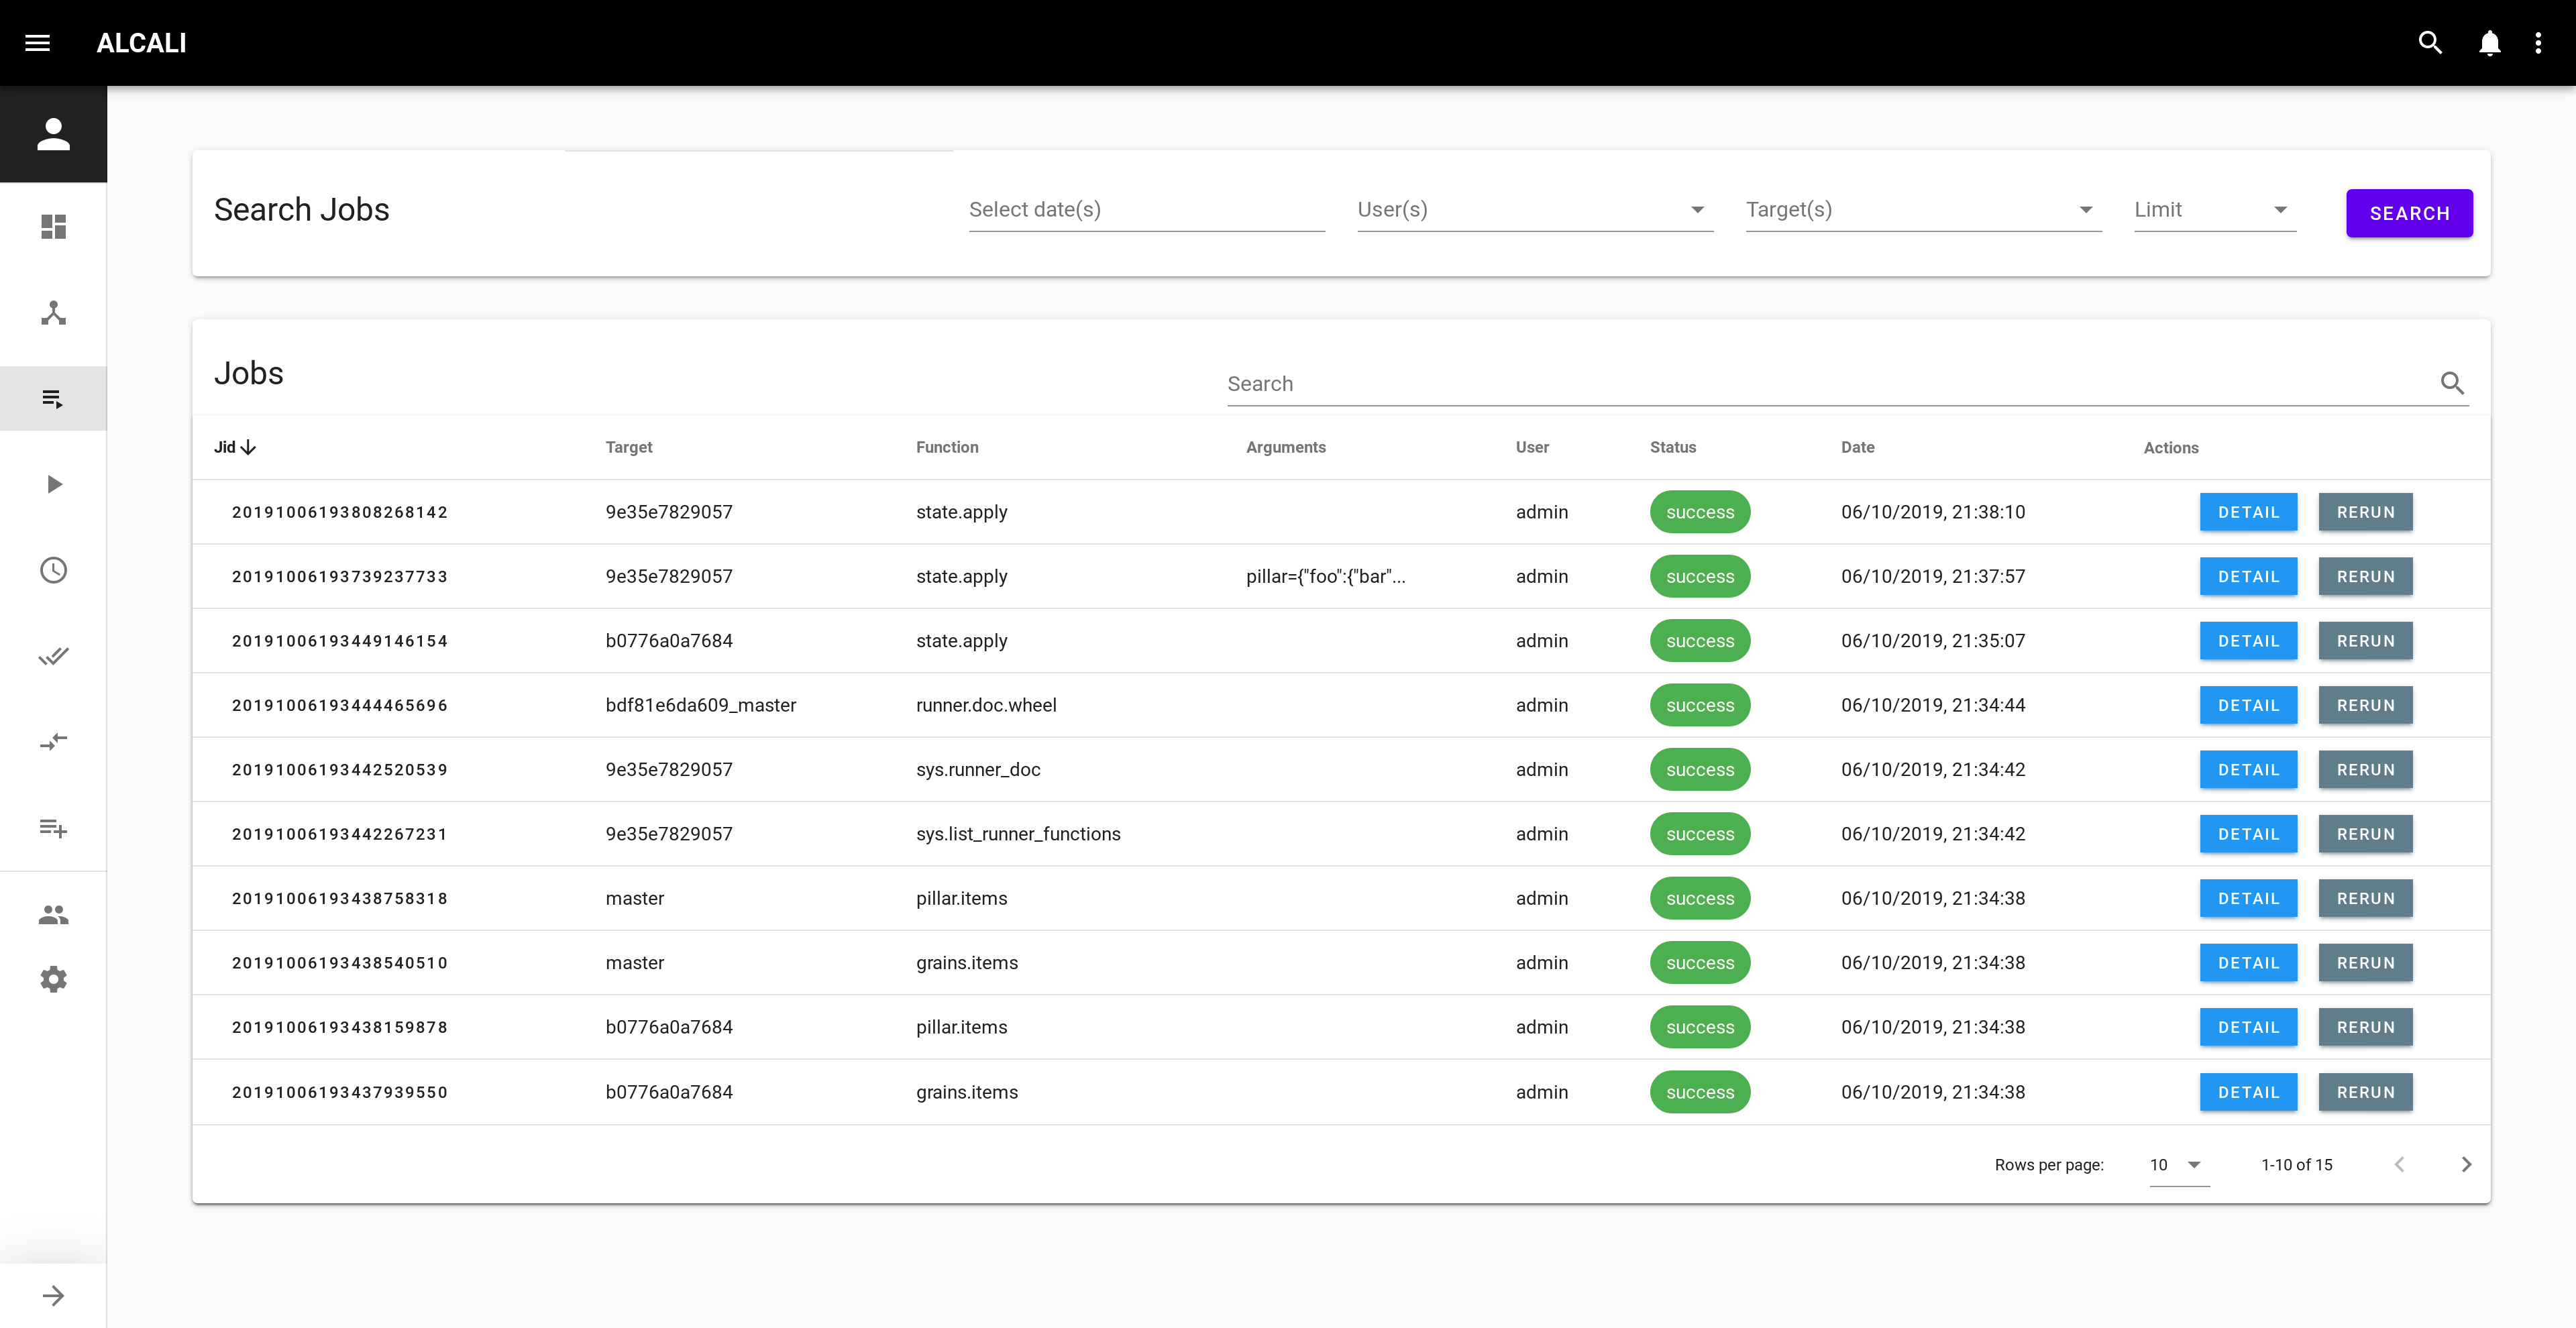 ALCALI
Search Jobs Select date(s) User(s) Target(s) Limit SEARCH
Jobs Search
Jid Target Function Arguments User Status Date Actions
20191006193808268142 9e35e7829057 state.apply admin success 06/10/2019, 21:38:10 DETAIL RERUN
20191006193739237733 9e35e7829057 state.apply pillar={"foo":{"bar"... admin success 06/10/2019, 21:37:57 DETAIL RERUN
20191006193449146154 b0776a0a7684 state.apply admin success 06/10/2019, 21:35:07 DETAIL RERUN
20191006193444465696 bdf81e6da609_master runner.doc.wheel admin success 06/10/2019, 21:34:44 DETAIL RERUN
20191006193442520539 9e35e7829057 sys.runner_doc admin success 06/10/2019, 21:34:42 DETAIL RERUN
20191006193442267231 9e35e7829057 sys.list_runner_functions admin success 06/10/2019, 21:34:42 DETAIL RERUN
20191006193438758318 master pillar.items admin success 06/10/2019, 21:34:38 DETAIL RERUN
20191006193438540510 master grains.items admin success 06/10/2019, 21:34:38 DETAIL RERUN
20191006193438159878 b0776a0a7684 pillar.items admin success 06/10/2019, 21:34:38 DETAIL RERUN
20191006193437939550 b0776a0a7684 grains.items admin success 06/10/2019, 21:34:38 DETAIL RERUN
Rows per page: 10 1-10 of 15